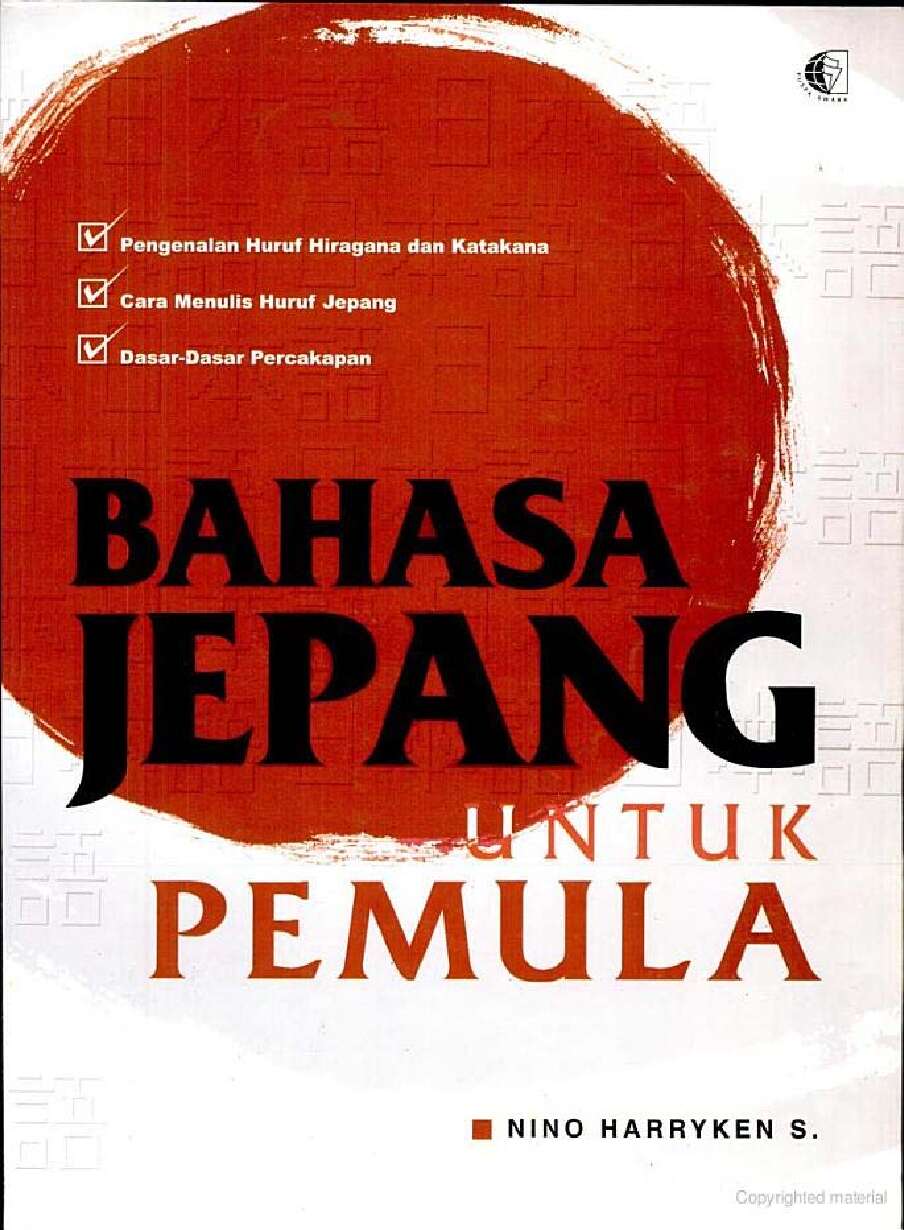 Pengenalan Huruf Hiragana dan Katakana
Cara Menulis Huruf Jepang
Dasar-Dasar Percakapan
BAHASA
JEPANG
UNTUK
PEMULA
NINO HARRYKEN S.
Copyrighted material